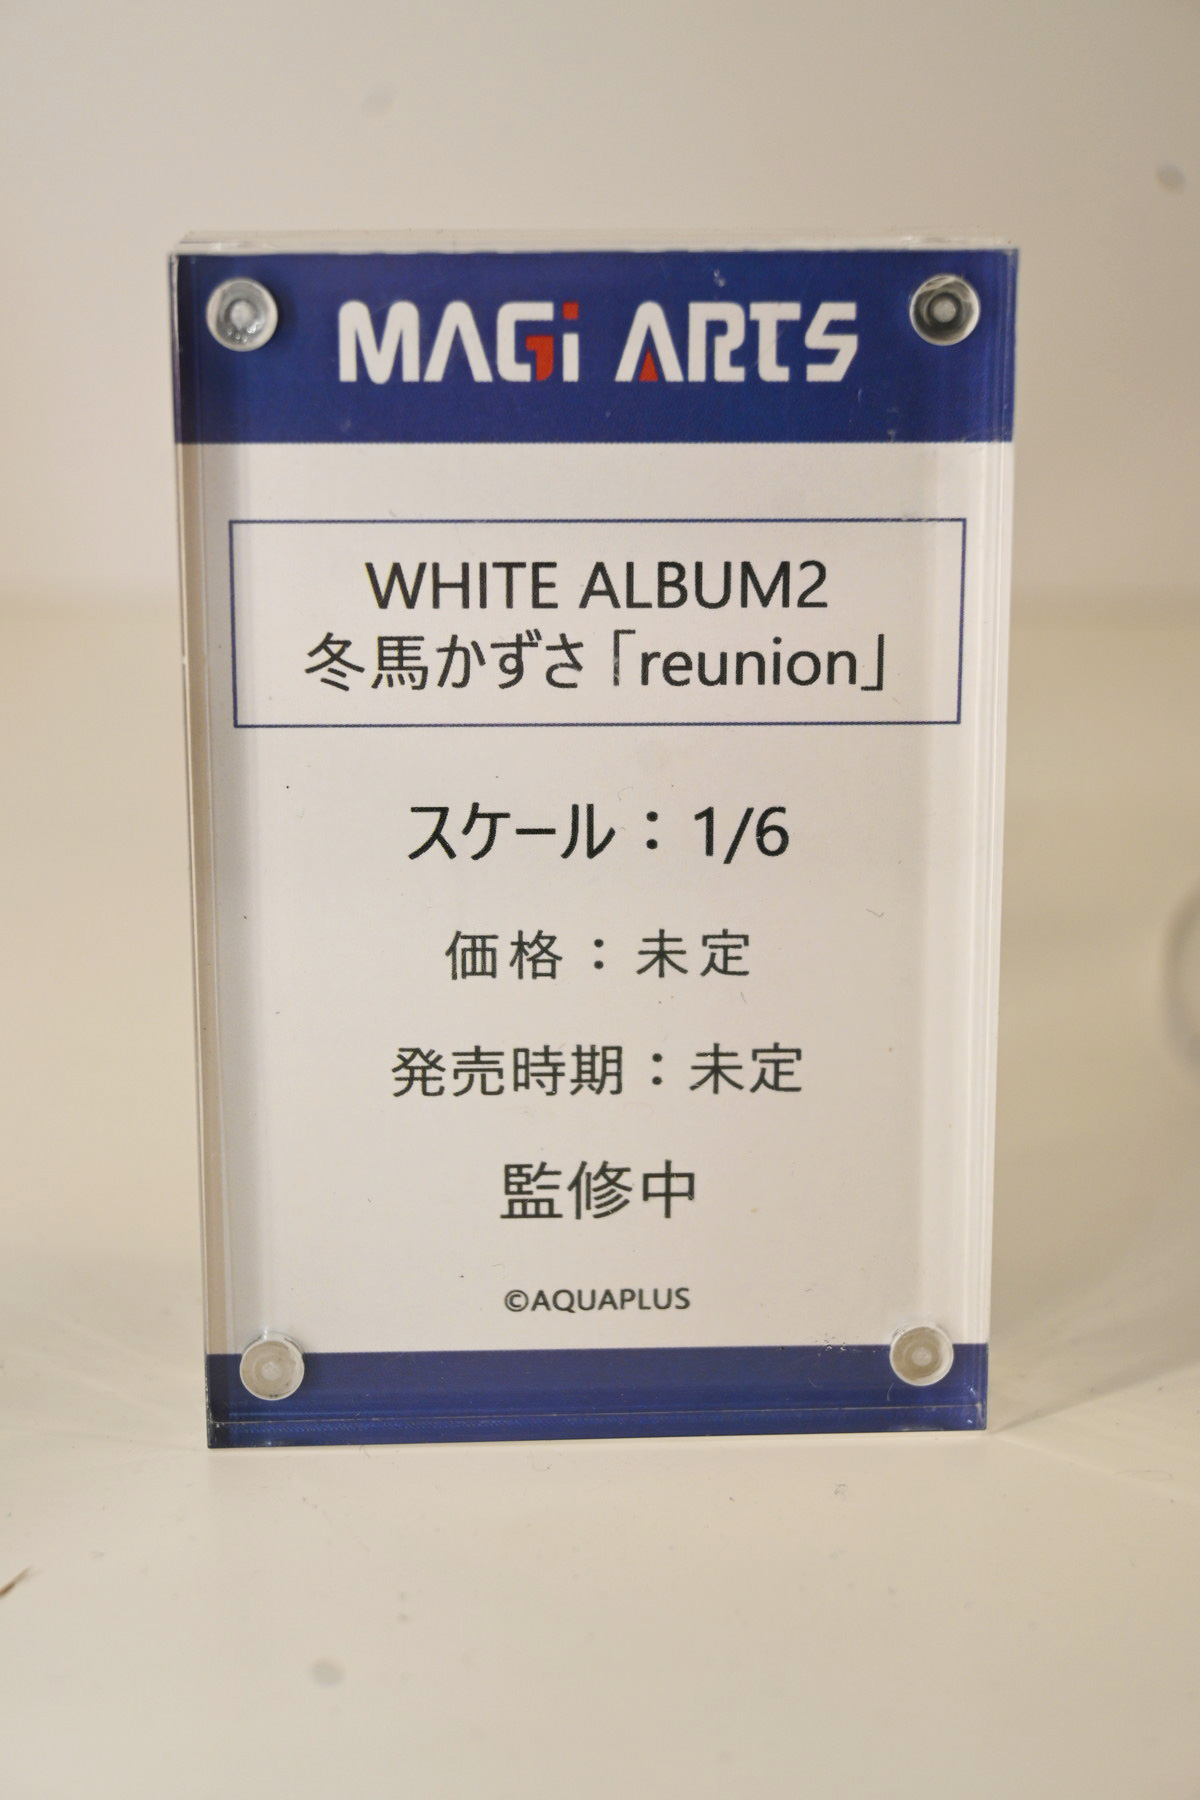 MAGi ARTS
WHITE ALBUM2
冬馬かずさ「reunion」
スケール：1/6
価格：未定
発売時期：未定
監修中
©AQUAPLUS